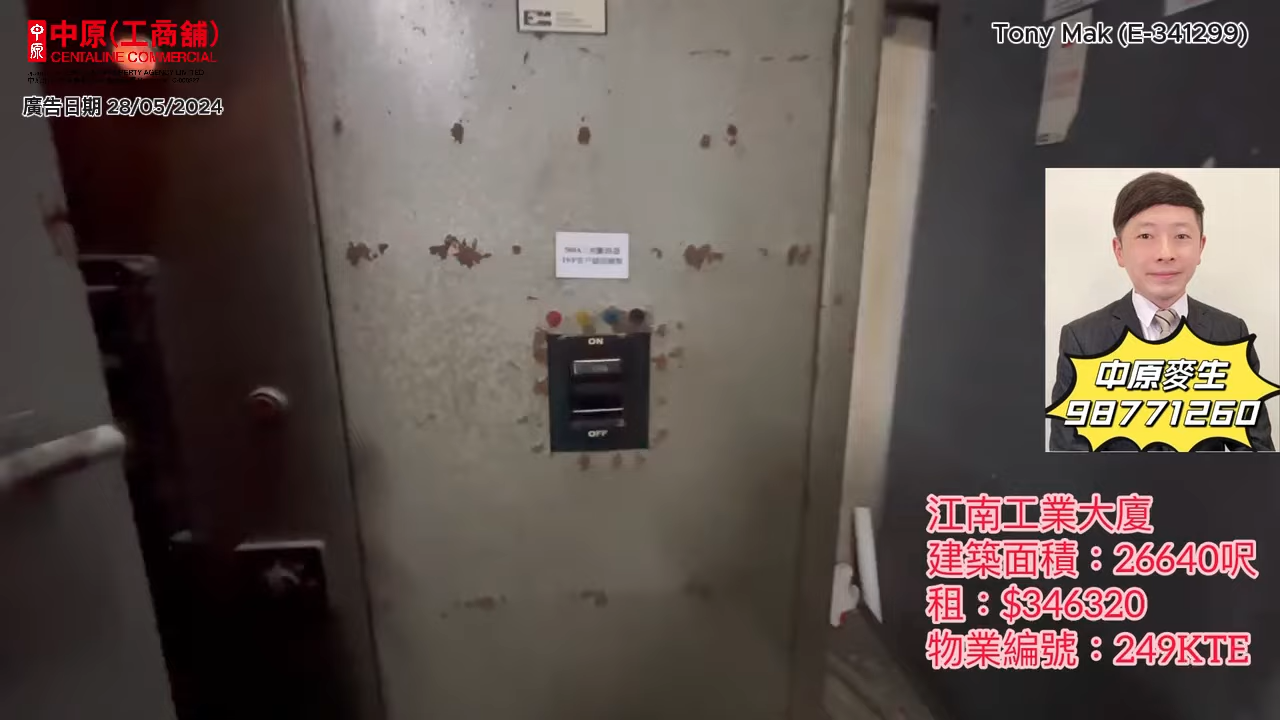 中原(工商舖)
中原
CENTALINE COMMERCIAL
廣告日期 28/05/2024
Tony Mak (E-341299)
ON
OFF
中原麥生
98771260
江南工業大廈
建築面積：26640呎
租：$346320
物業編號：249KTE